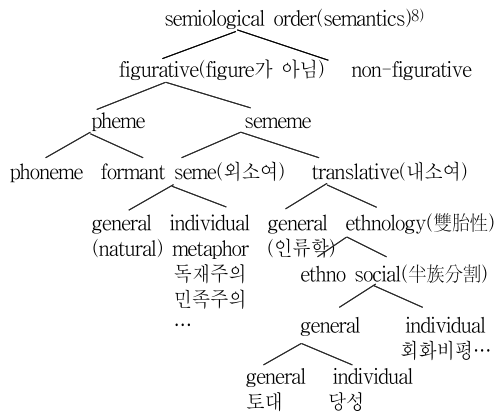 semiological order(semantics)8)
figurative(figure가 아님) non-figurative
pheme sememe
phoneme formant seme(외소여) translative(내소여)
general individual general ethnology(雙胎性)
(natural) metaphor (인류학)
독재주의 ethno social(半族分割)
민족주의
…
general individual
회화비평…
general individual
토대 당성